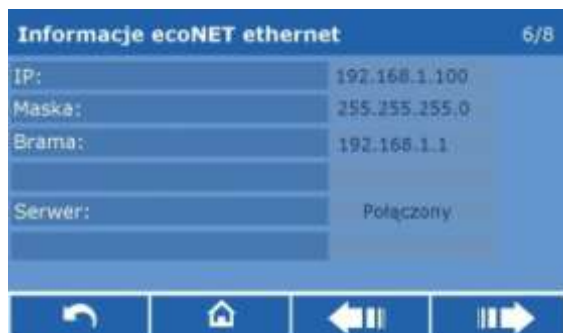 Informacje ecoNET ethernet 6/8
IP: 192.168.1.100
Maska: 255.255.255.0
Brama: 192.168.1.1
Serwer: Połączony